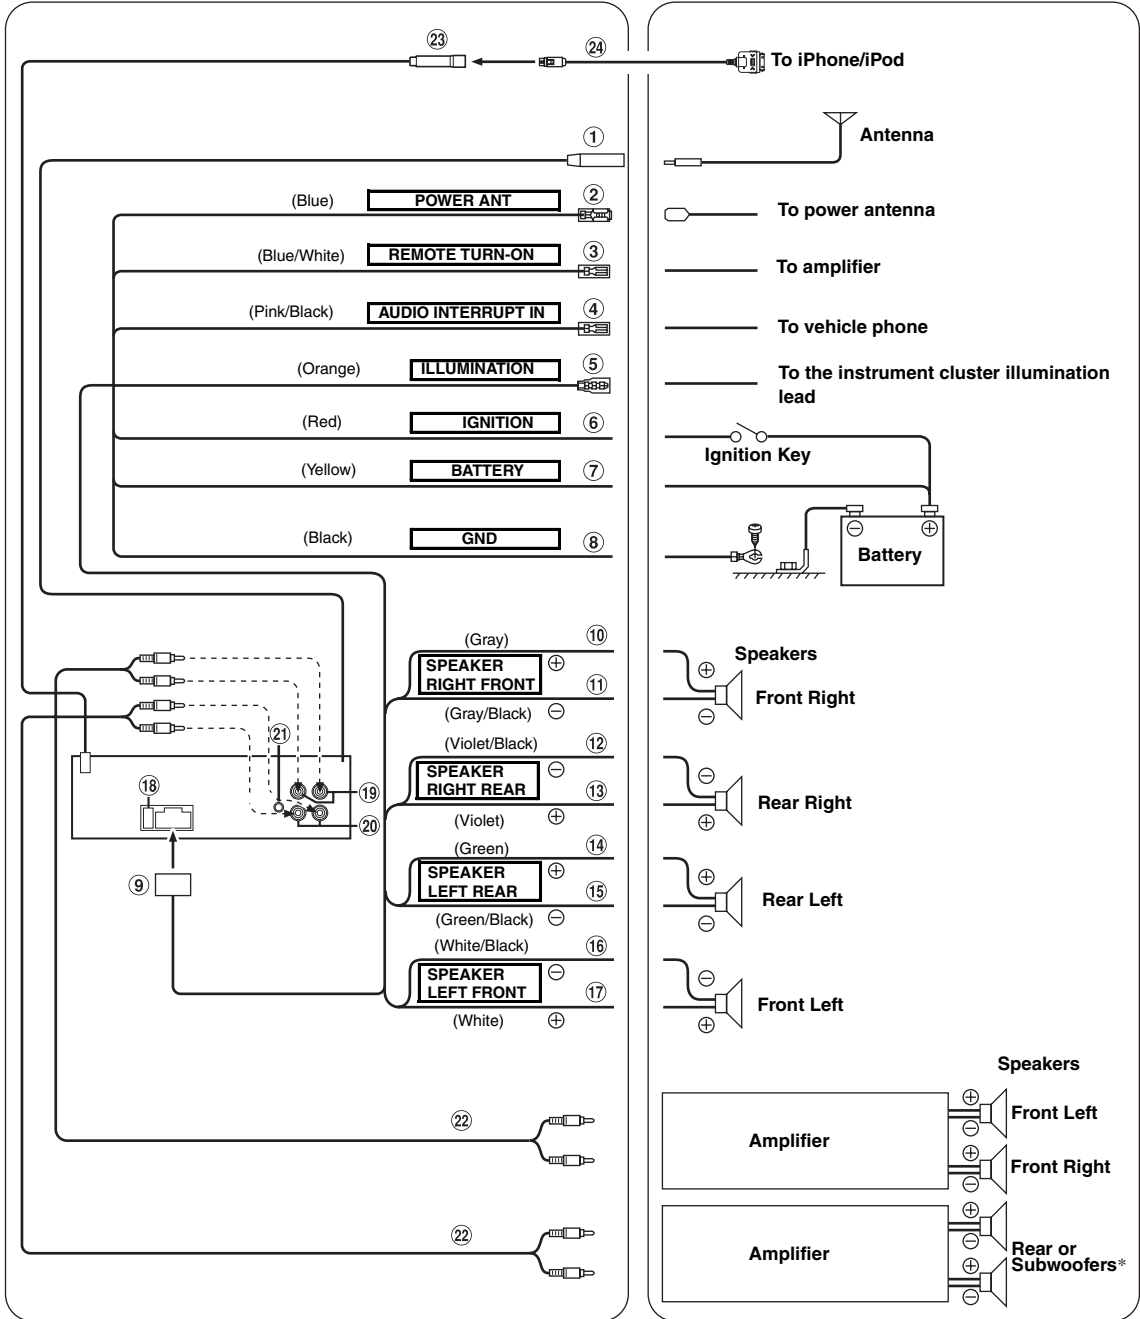 ㉓
㉔
To iPhone/iPod
①
Antenna
(Blue)
POWER ANT
②
To power antenna
(Blue/White)
REMOTE TURN-ON
③
To amplifier
(Pink/Black)
AUDIO INTERRUPT IN
④
To vehicle phone
(Orange)
ILLUMINATION
⑤
To the instrument cluster illumination
lead
(Red)
IGNITION
⑥
Ignition Key
(Yellow)
BATTERY
⑦
(Black)
GND
⑧
⊖ ⊕
Battery
(Gray)
⑩
SPEAKER
RIGHT FRONT
⊕
⑪
(Gray/Black) ⊖
Speakers
⊕
Front Right
⊖
㉑
(Violet/Black)
⑫
SPEAKER
RIGHT REAR
⊖
⑬
(Violet) ⊕
⊖
Rear Right
⊕
⑱
⑲
⑳
(Green)
⑭
SPEAKER
LEFT REAR
⊕
⑮
(Green/Black) ⊖
⊕
Rear Left
⊖
⑨
(White/Black)
⑯
SPEAKER
LEFT FRONT
⊖
⑰
(White) ⊕
⊖
Front Left
⊕
Speakers
㉒
Amplifier
⊕
Front Left
⊖
⊕
Front Right
⊖
㉒
Amplifier
⊕
⊖
Rear or
Subwoofers*
⊕
⊖